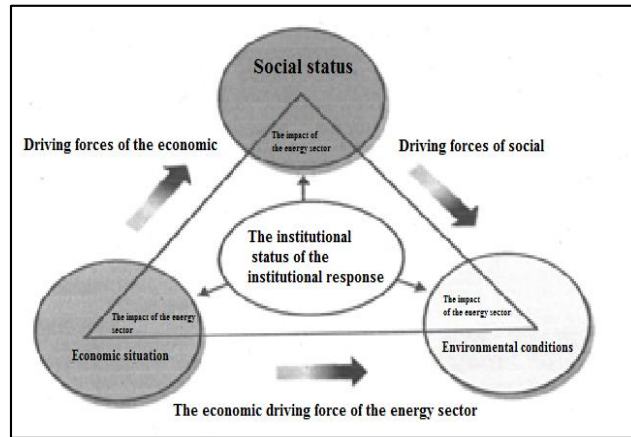 Social status
The impact of
the energy sector
Driving forces of the economic
Driving forces of social
The institutional
status of the
institutional response
The impact of the energy
sector
Economic situation
The impact
of the energy sector
Environmental conditions
The economic driving force of the energy sector